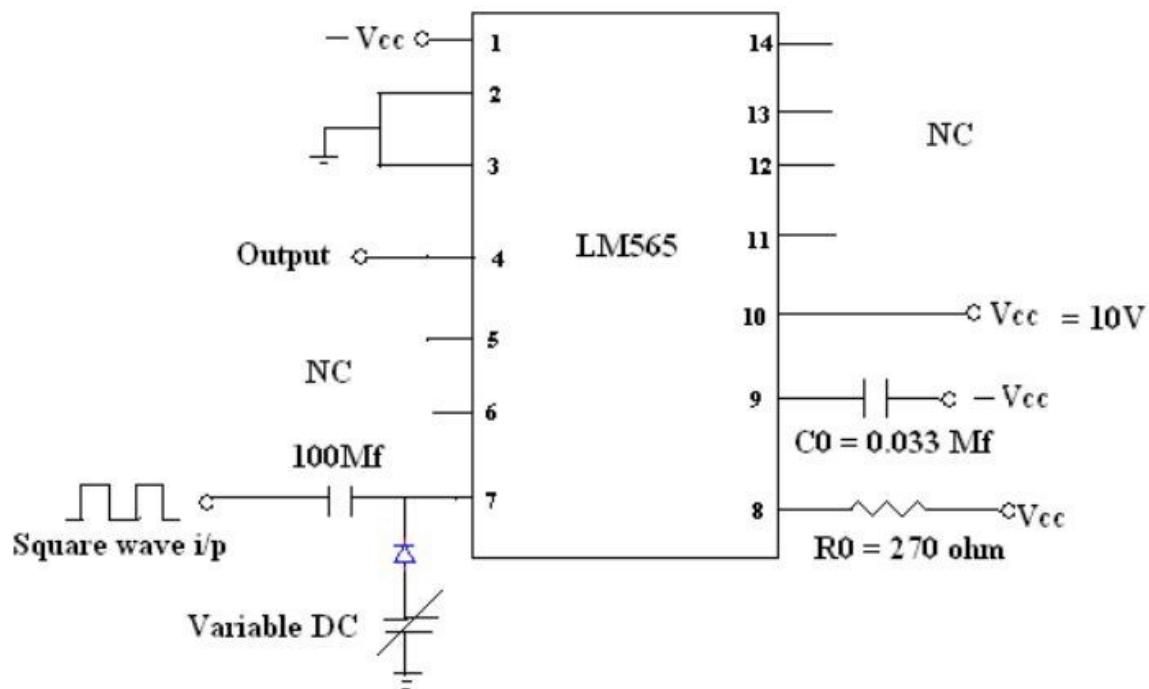 – Vcc
1
2
3
Output
4
5
NC
6
100Mf
7
Square wave i/p
Variable DC
LM565
14
13
NC
12
11
10
Vcc = 10V
9
– Vcc
C0 = 0.033 Mf
8
Vcc
R0 = 270 ohm